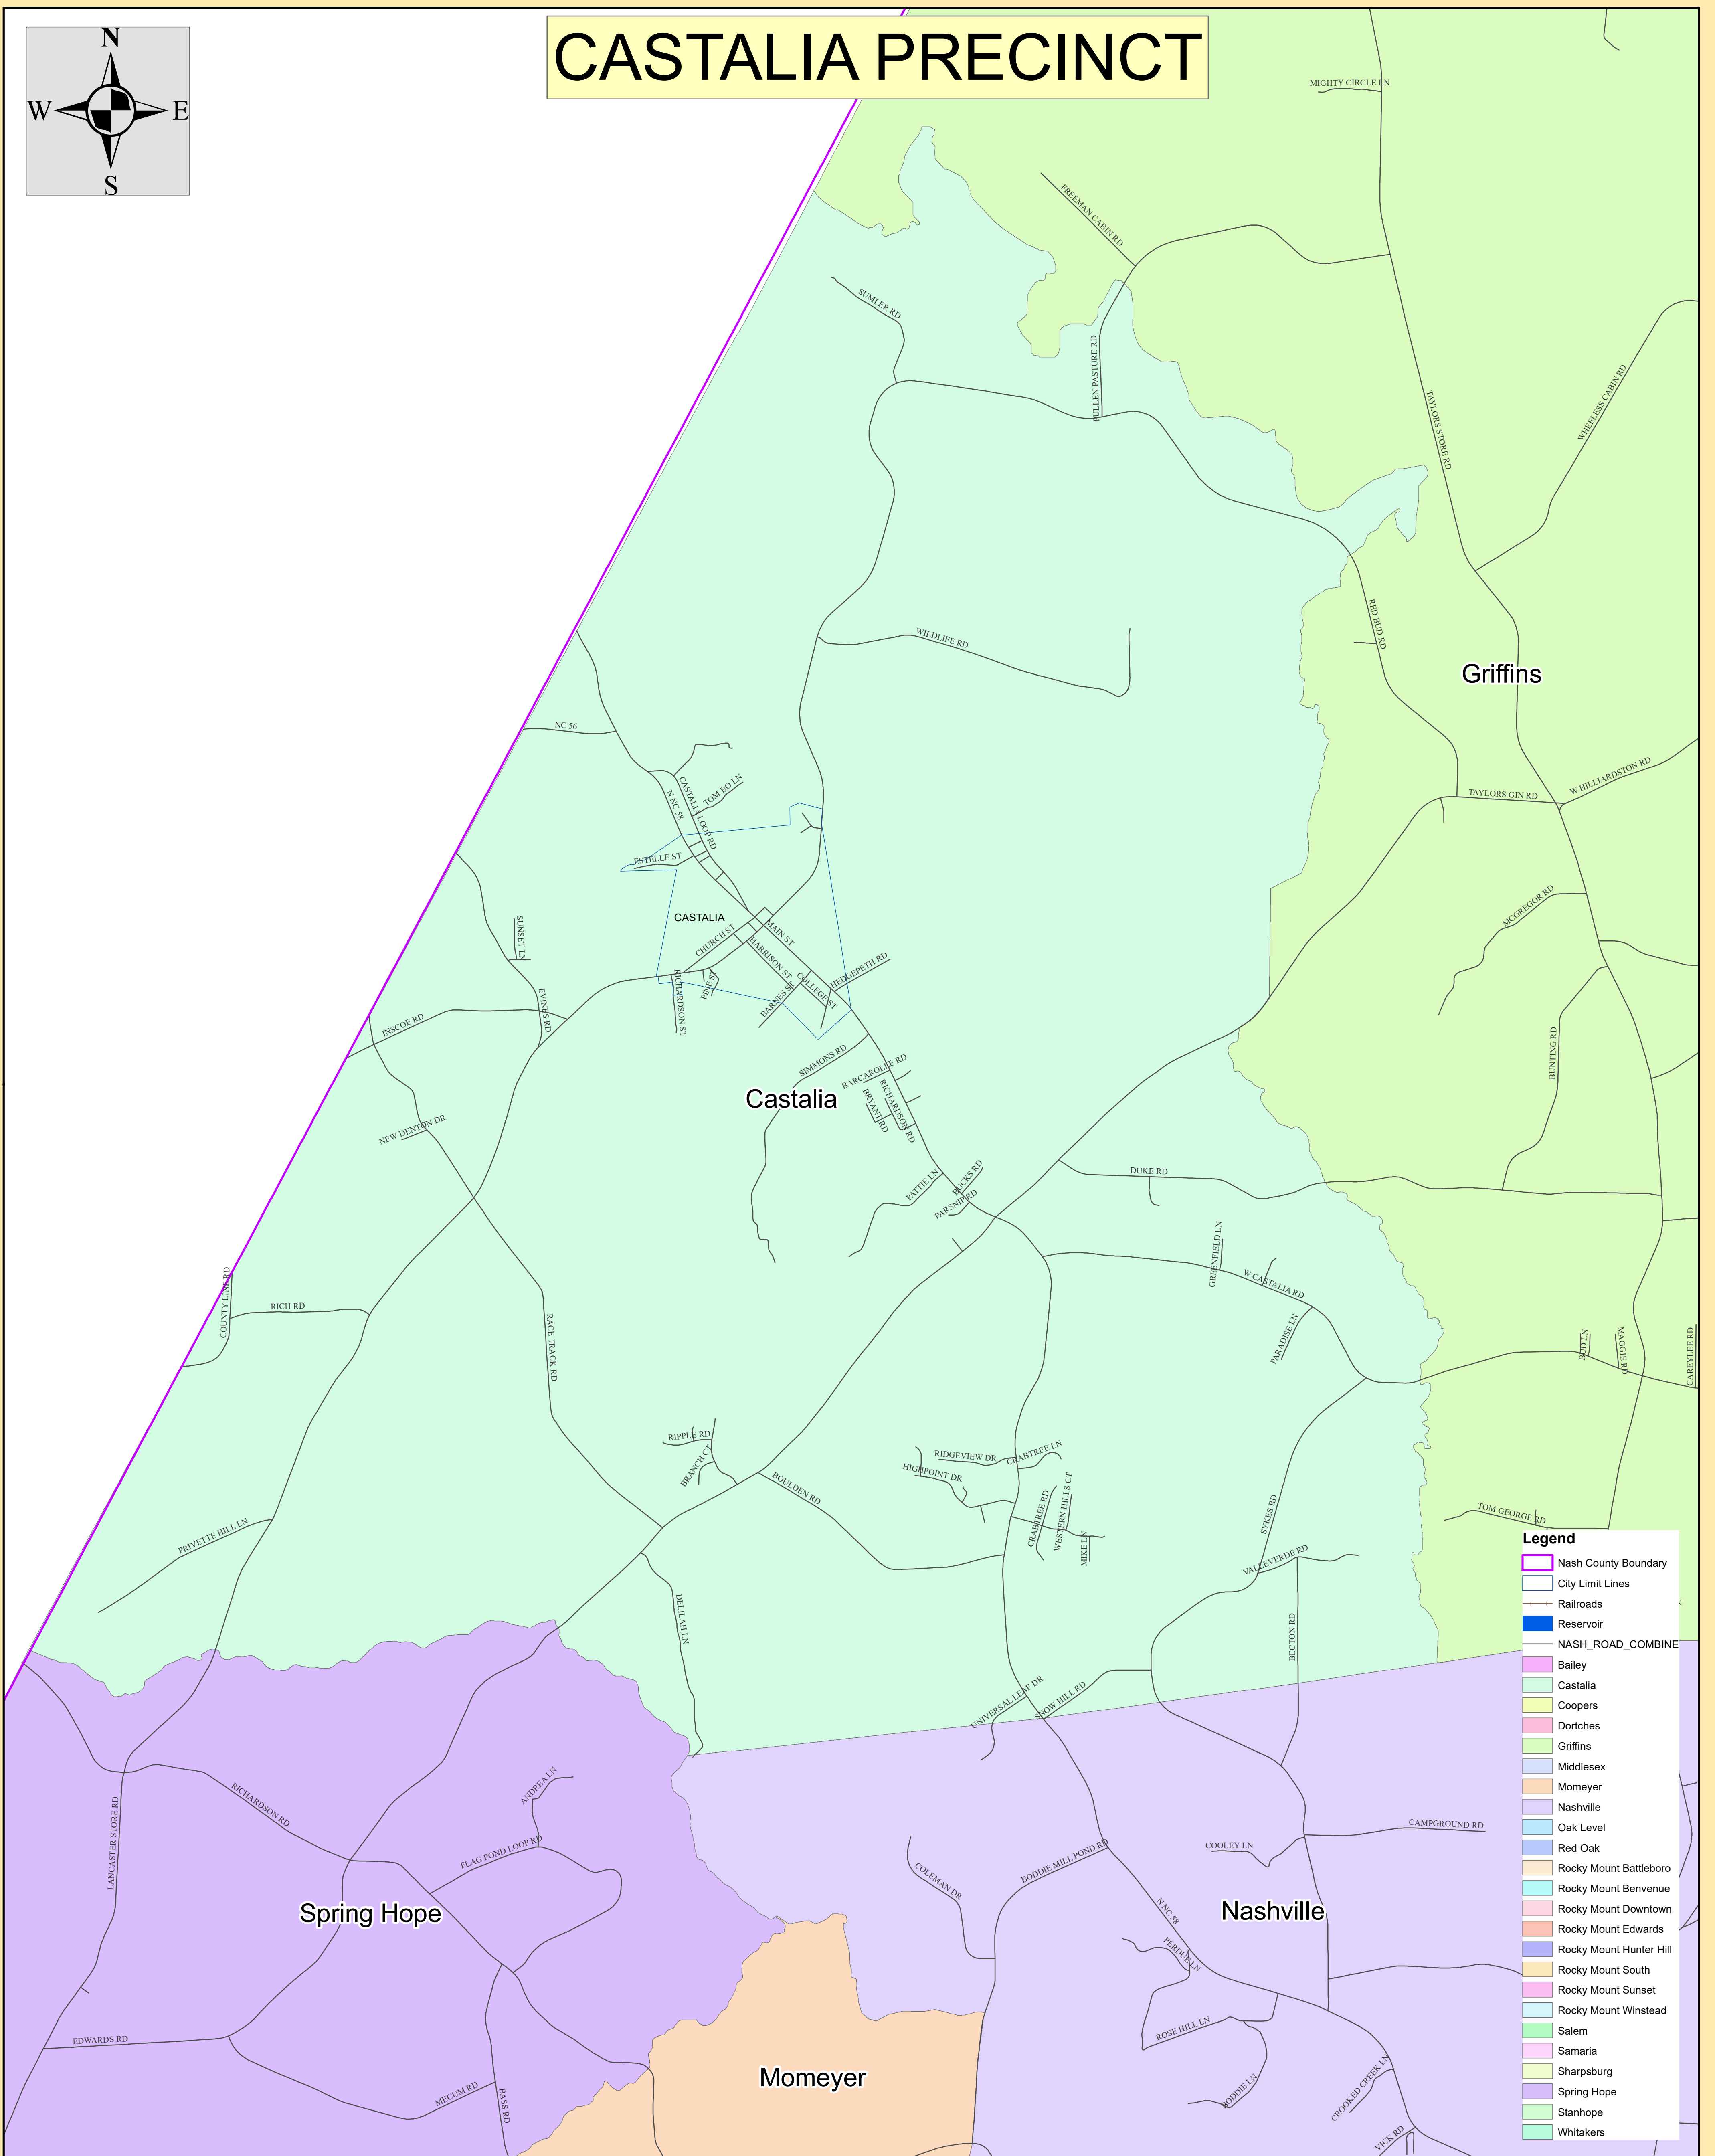 CASTALIA PRECINCT
N
W
E
S
MIGHTY CIRCLE LN
FREEMAN CABIN RD
SUMLER RD
PULLEN PASTURE RD
TAYLORS STORE RD
WHEELESS CABIN RD
WILDLIFE RD
RED BUD RD
Griffins
NC 56
CASTALIA LOOP RD
TOM BO LN
N NC 58
TAYLORS GIN RD
W HILLIARDSTON RD
ESTELLE ST
CASTALIA
MAIN ST
CHURCH ST
HARRISON ST
SUNSET LN
MCGREGOR RD
HEDGEPETH RD
COLLEGE ST
RICHARDSON ST
PINE ST
BARNES ST
EVINES RD
INSCOE RD
BUNTING RD
SIMMONS RD
BARCAROLLE RD
Castalia
RICHARDSON RD
BRYANT RD
NEW DENTON DR
DUKE RD
BUCKS RD
PATTIE LN
PARSNIP RD
GREENFIELD LN
W CASTALIA RD
COUNTY LINE RD
RICH RD
RACE TRACK RD
PARADISE LN
BUD LN
MAGGIE RD
CAREYLEE RD
RIPPLE RD
BRANCH CT
BOULDEN RD
RIDGEVIEW DR
CRABTREE LN
HIGHPOINT DR
CRABTREE RD
WESTERN HILLS CT
MIKE LN
SYKES RD
TOM GEORGE RD
PRIVETTE HILL LN
VALLEVERDE RD
DELILAH LN
BECTON RD
UNIVERSAL LEAF DR
SNOW HILL RD
ANDREA LN
RICHARDSON RD
LANCASTER STORE RD
FLAG POND LOOP RD
CAMPGROUND RD
COOLEY LN
BODDIE MILL POND RD
COLEMAN DR
Spring Hope
Nashville
N NC 58
PERDUE LN
EDWARDS RD
ROSE HILL LN
Momeyer
MECUM RD
BASS RD
BODDIE LN
CROOKED CREEK LN
VICK RD
Legend
Nash County Boundary
City Limit Lines
Railroads
Reservoir
NASH_ROAD_COMBINE
Bailey
Castalia
Coopers
Dortches
Griffins
Middlesex
Momeyer
Nashville
Oak Level
Red Oak
Rocky Mount Battleboro
Rocky Mount Benvenue
Rocky Mount Downtown
Rocky Mount Edwards
Rocky Mount Hunter Hill
Rocky Mount South
Rocky Mount Sunset
Rocky Mount Winstead
Salem
Samaria
Sharpsburg
Spring Hope
Stanhope
Whitakers